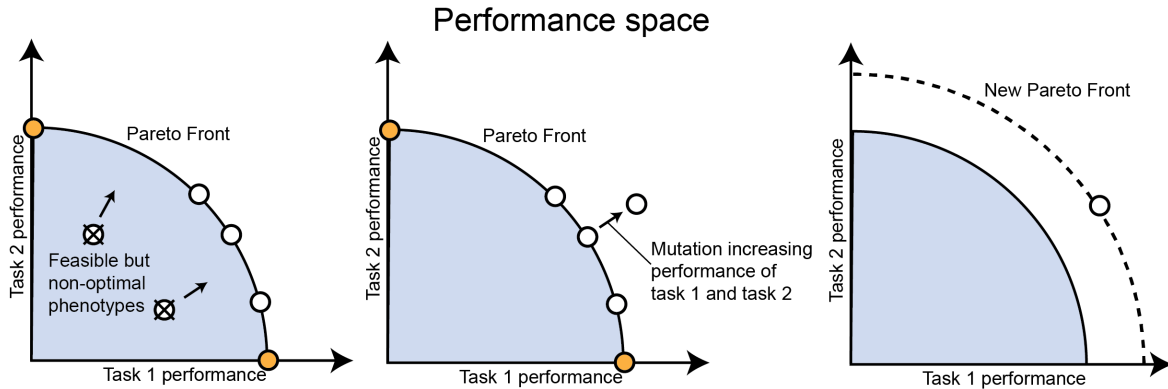 Performance space
Pareto Front
Task 2 performance
Feasible but
non-optimal
phenotypes
Task 1 performance
Pareto Front
Task 2 performance
Mutation increasing
performance of
task 1 and task 2
Task 1 performance
New Pareto Front
Task 2 performance
Task 1 performance